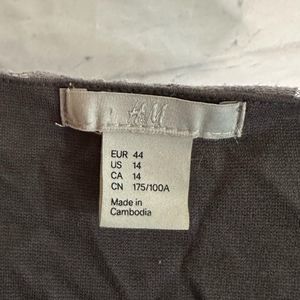 H&M
EUR 44
US 14
CA 14
CN 175/100A
Made in
Cambodia